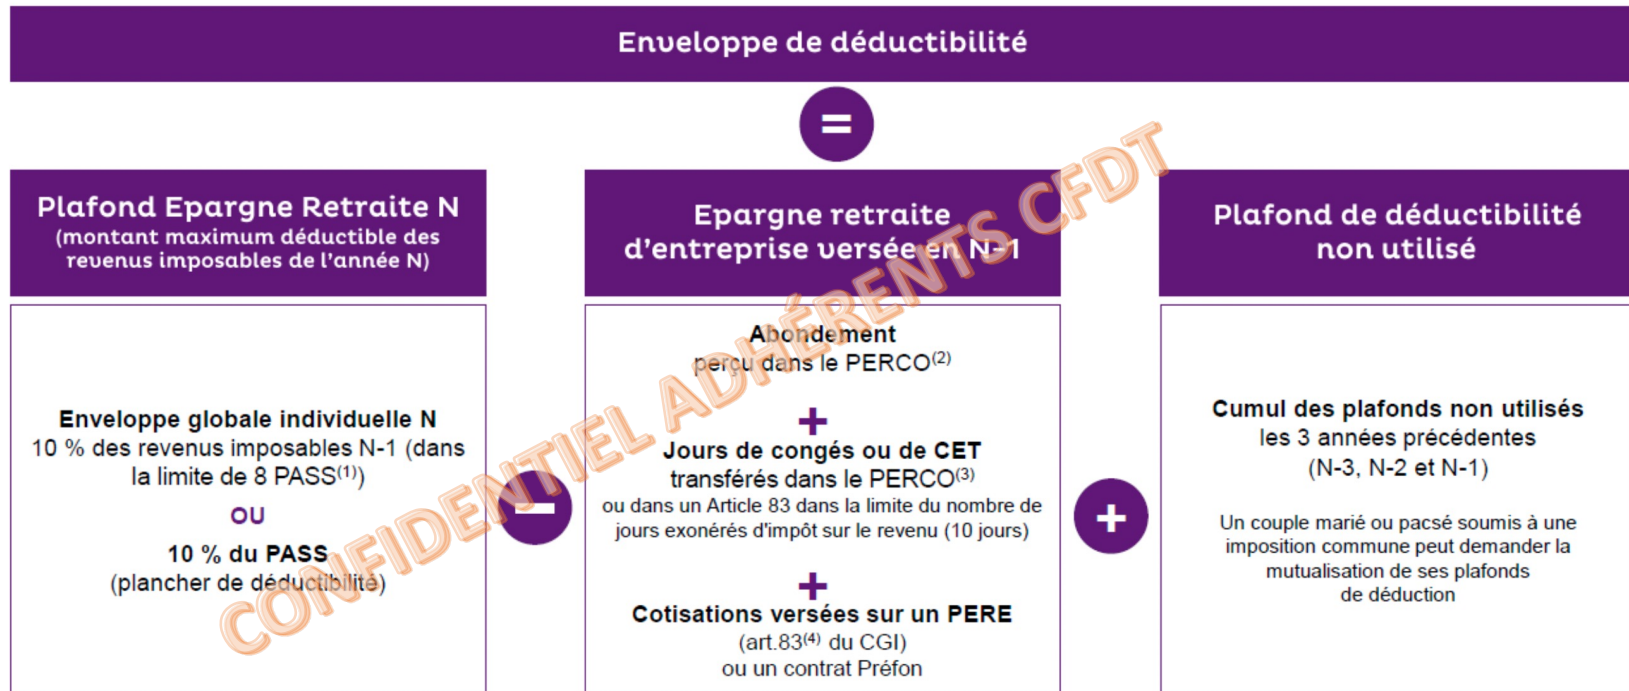 Enveloppe de déductibilité
=
Plafond Epargne Retraite N
(montant maximum déductible des
revenus imposables de l'année N)
Enveloppe globale individuelle N
10 % des revenus imposables N-1 (dans
la limite de 8 PASS(1))
OU
10 % du PASS
(plancher de déductibilité)
−
Epargne retraite
d'entreprise versée en N-1
Abondement
perçu dans le PERCO(2)
+
Jours de congés ou de CET
transférés dans le PERCO(3)
ou dans un Article 83 dans la limite du nombre de
jours exonérés d'impôt sur le revenu (10 jours)
+
Cotisations versées sur un PERE
(art.83(4) du CGI)
ou un contrat Préfon
+
Plafond de déductibilité
non utilisé
Cumul des plafonds non utilisés
les 3 années précédentes
(N-3, N-2 et N-1)
Un couple marié ou pacsé soumis à une
imposition commune peut demander la
mutualisation de ses plafonds
de déduction
CONFIDENTIEL ADHÉRENTS CFDT